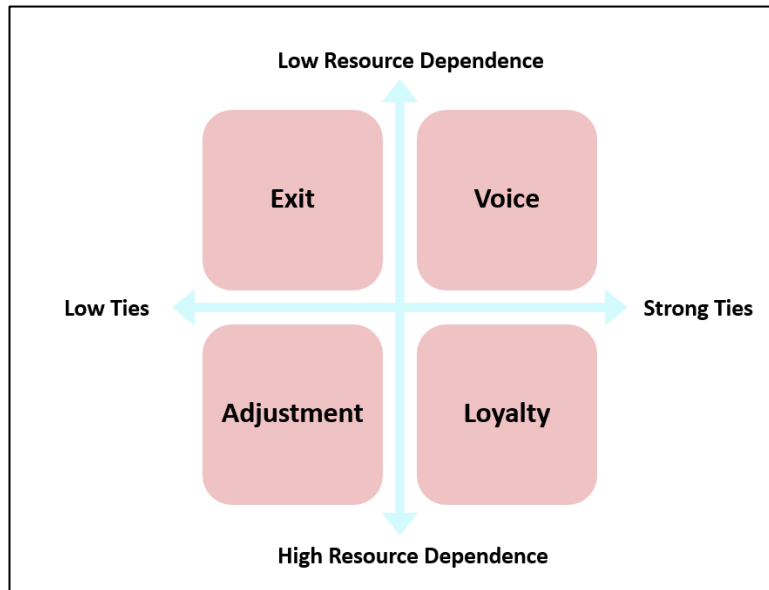 Low Resource Dependence
Exit
Voice
Low Ties
Strong Ties
Adjustment
Loyalty
High Resource Dependence